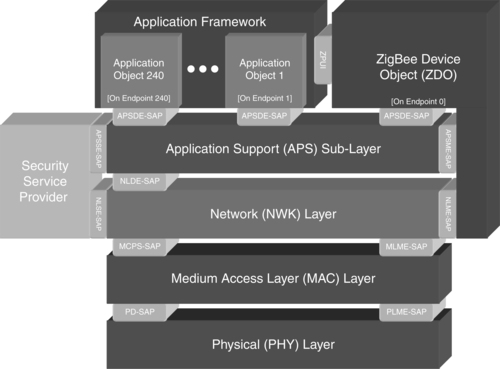 Application Framework
Application
Object 240
[On Endpoint 240]
Application
Object 1
[On Endpoint 1]
ZPUI
ZigBee Device
Object (ZDO)
[On Endpoint 0]
APSDE-SAP
APSDE-SAP
APSDE-SAP
Security
Service
Provider
APSSE-SAP
Application Support (APS) Sub-Layer
APSME-SAP
NLDE-SAP
NLSE-SAP
Network (NWK) Layer
NLME-SAP
MCPS-SAP
MLME-SAP
Medium Access Layer (MAC) Layer
PD-SAP
PLME-SAP
Physical (PHY) Layer